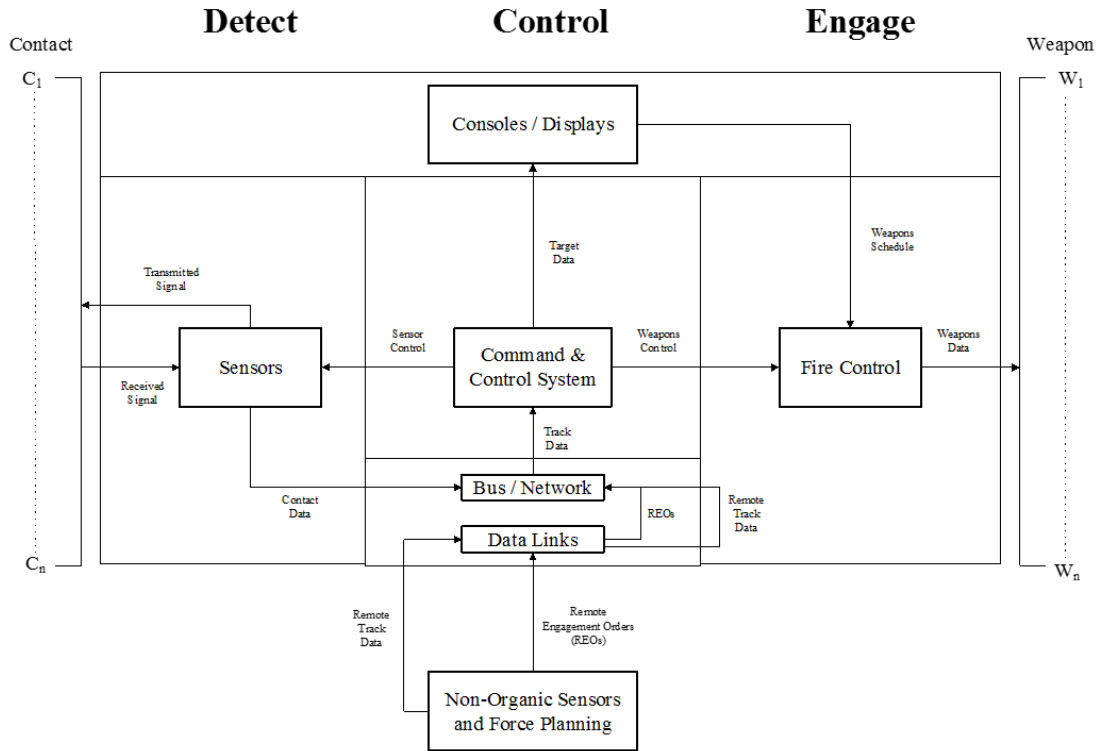 Detect
Control
Engage
Contact
Weapon
C1
W1
Consoles / Displays
Weapons
Schedule
Target
Data
Transmitted
Signal
Sensors
Sensor
Control
Command &
Control System
Weapons
Control
Fire Control
Weapons
Data
Received
Signal
Track
Data
Bus / Network
Contact
Data
REOs
Remote
Track
Data
Data Links
Cn
Wn
Remote
Track
Data
Remote
Engagement Orders
(REOs)
Non-Organic Sensors
and Force Planning